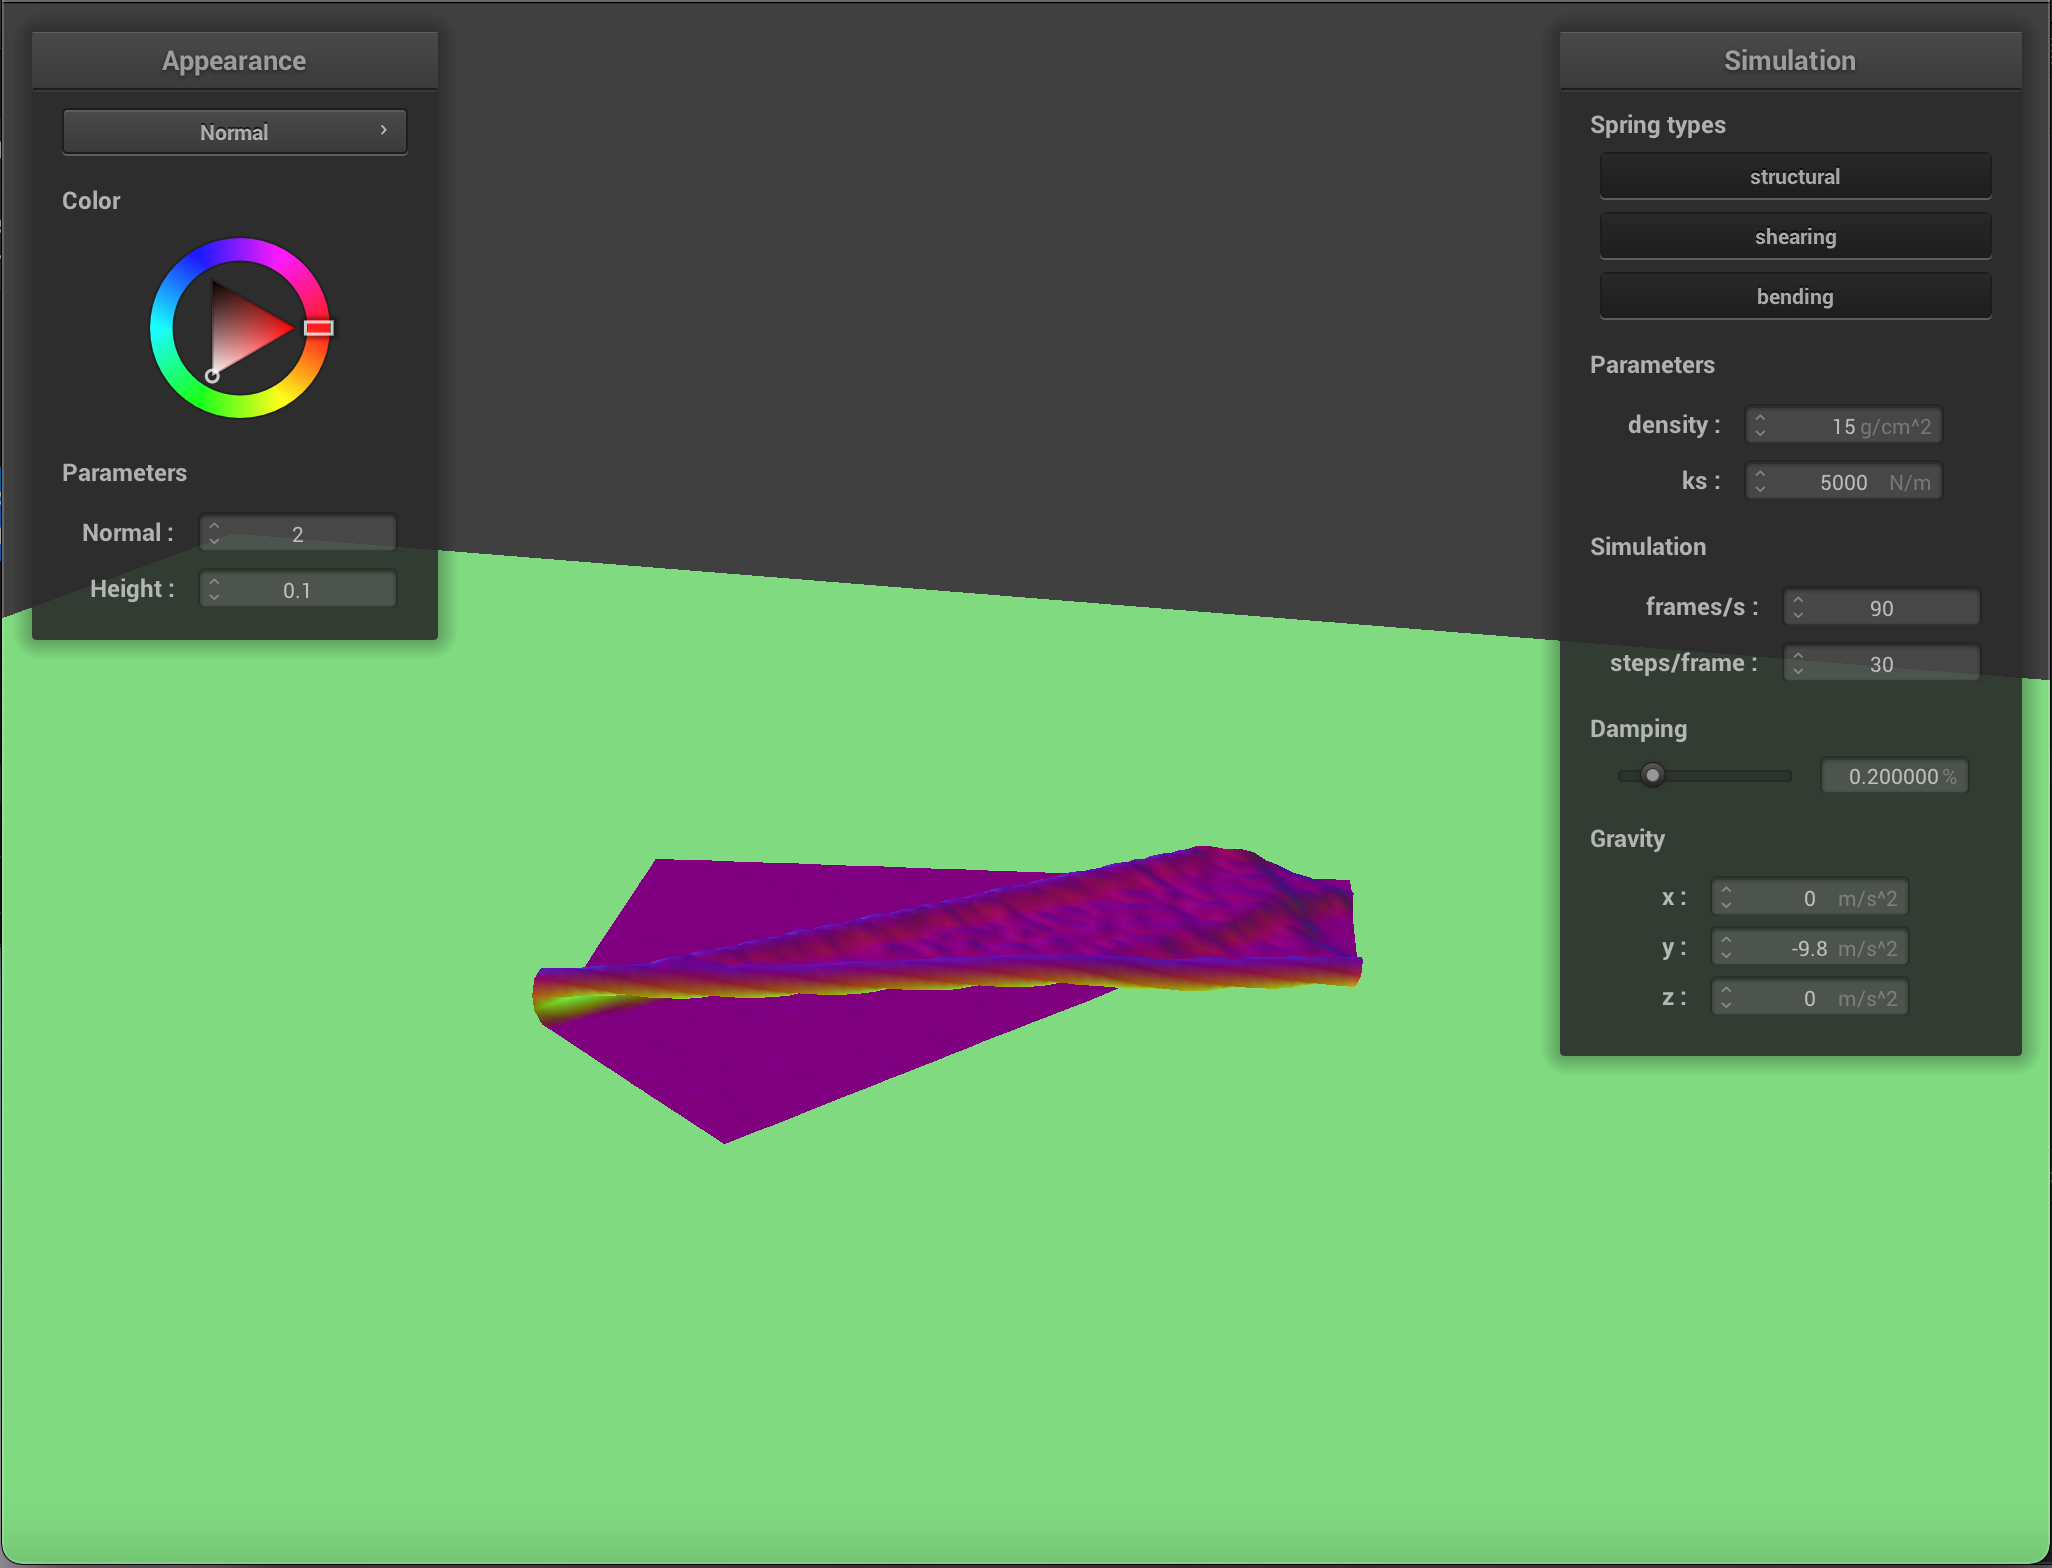 Appearance
Normal
Color
Parameters
Normal : 2
Height : 0.1
Simulation
Spring types
structural
shearing
bending
Parameters
density : 15 g/cm^2
ks : 5000 N/m
Simulation
frames/s : 90
steps/frame : 30
Damping
0.200000 %
Gravity
x : 0 m/s^2
y : -9.8 m/s^2
z : 0 m/s^2